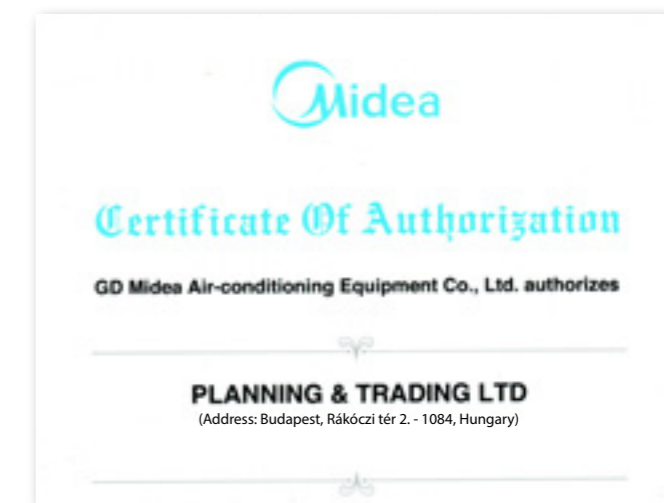 Midea
Certificate Of Authorization
GD Midea Air-conditioning Equipment Co., Ltd. authorizes
PLANNING & TRADING LTD
(Address: Budapest, Rákóczi tér 2. - 1084, Hungary)